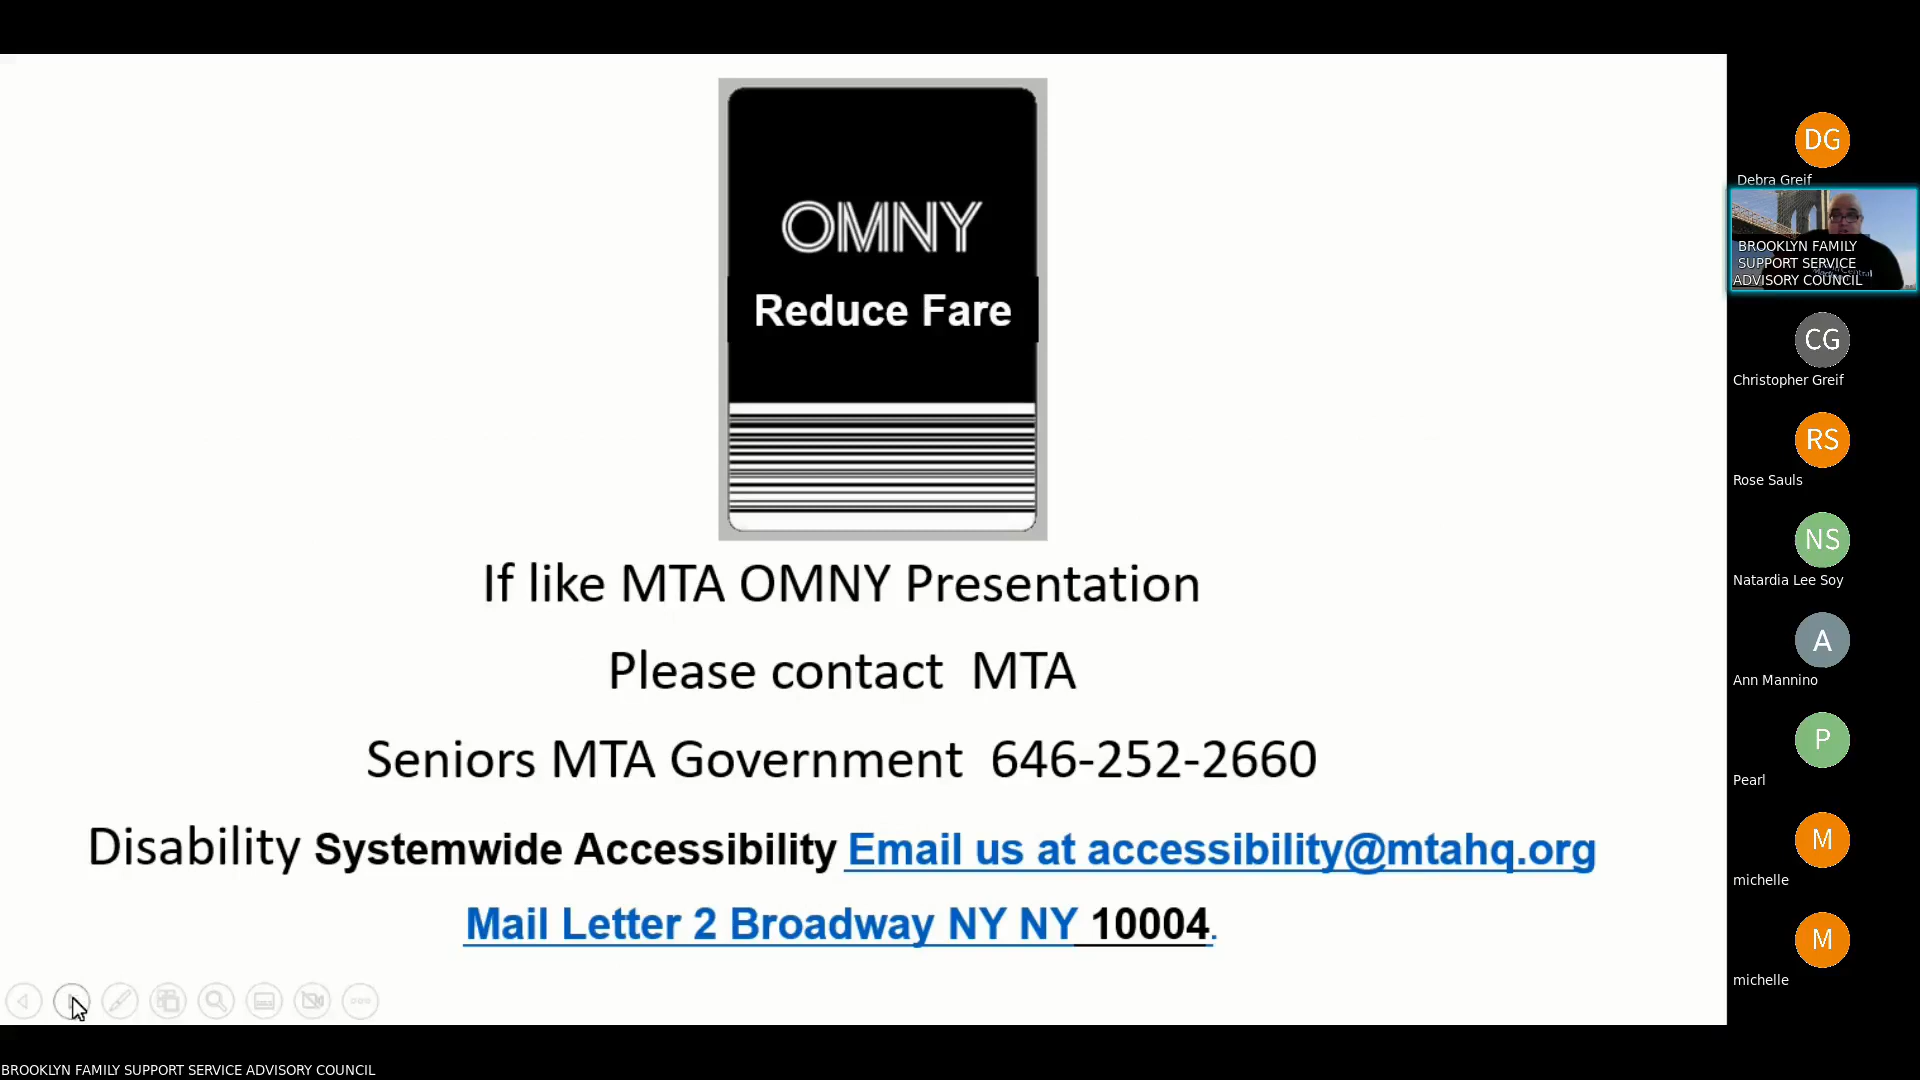 OMNY
Reduce Fare
If like MTA OMNY Presentation
Please contact MTA
Seniors MTA Government 646-252-2660
Disability Systemwide Accessibility Email us at accessibility@mtahq.org
Mail Letter 2 Broadway NY NY 10004.
DG
Debra Greif
BROOKLYN FAMILY
SUPPORT SERVICE
ADVISORY COUNCIL
CG
Christopher Greif
RS
Rose Sauls
NS
Natardia Lee Soy
A
Ann Mannino
P
Pearl
M
michelle
M
michelle
BROOKLYN FAMILY SUPPORT SERVICE ADVISORY COUNCIL